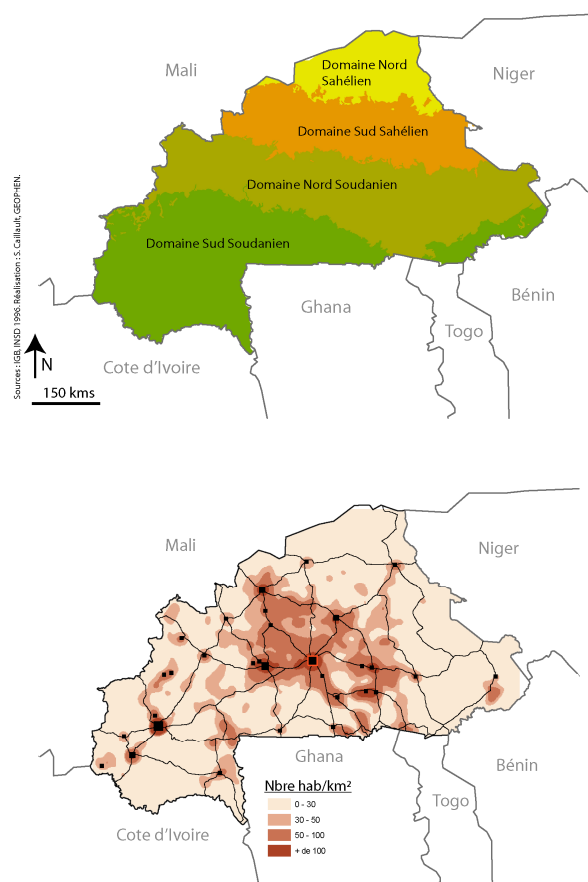 Mali
Domaine Nord
Sahélien
Niger
Domaine Sud Sahélien
Domaine Nord Soudanien
Domaine Sud Soudanien
Bénin
Ghana
Togo
Cote d'Ivoire
N
150 kms
Sources : IGB, INSD 1996. Réalisation : S. Caillault, GEOPHEN.
Mali
Niger
Ghana
Bénin
Togo
Cote d'Ivoire
Nbre hab/km²
0 - 30
30 - 50
50 - 100
+ de 100